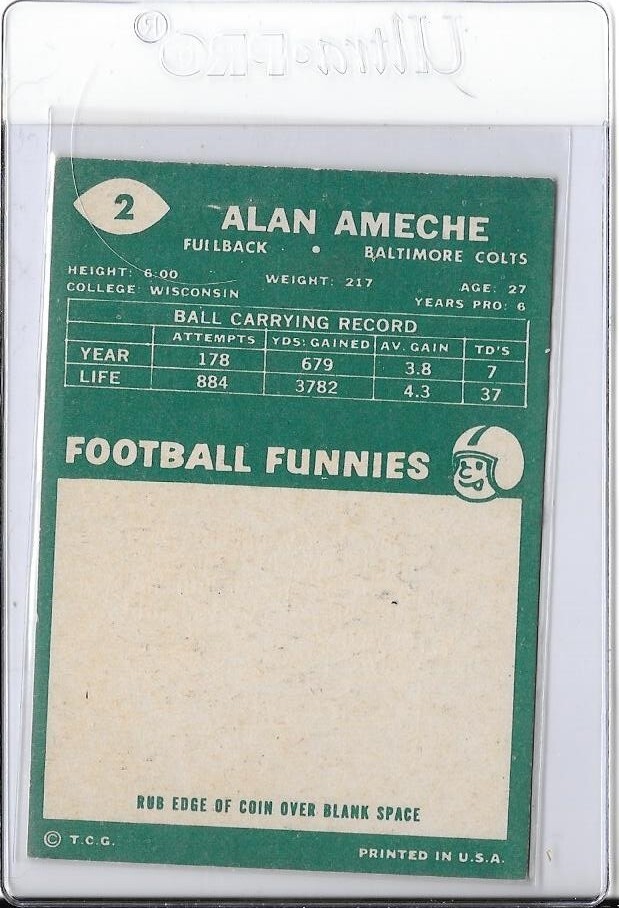 Ultra•PRO®
2
ALAN AMECHE
FULLBACK • BALTIMORE COLTS
HEIGHT: 6:00 WEIGHT: 217 AGE: 27
COLLEGE: WISCONSIN YEARS PRO: 6
BALL CARRYING RECORD
ATTEMPTS YDS. GAINED AV. GAIN TD'S
YEAR 178 679 3.8 7
LIFE 884 3782 4.3 37
FOOTBALL FUNNIES
RUB EDGE OF COIN OVER BLANK SPACE
© T.C.G.
PRINTED IN U.S.A.